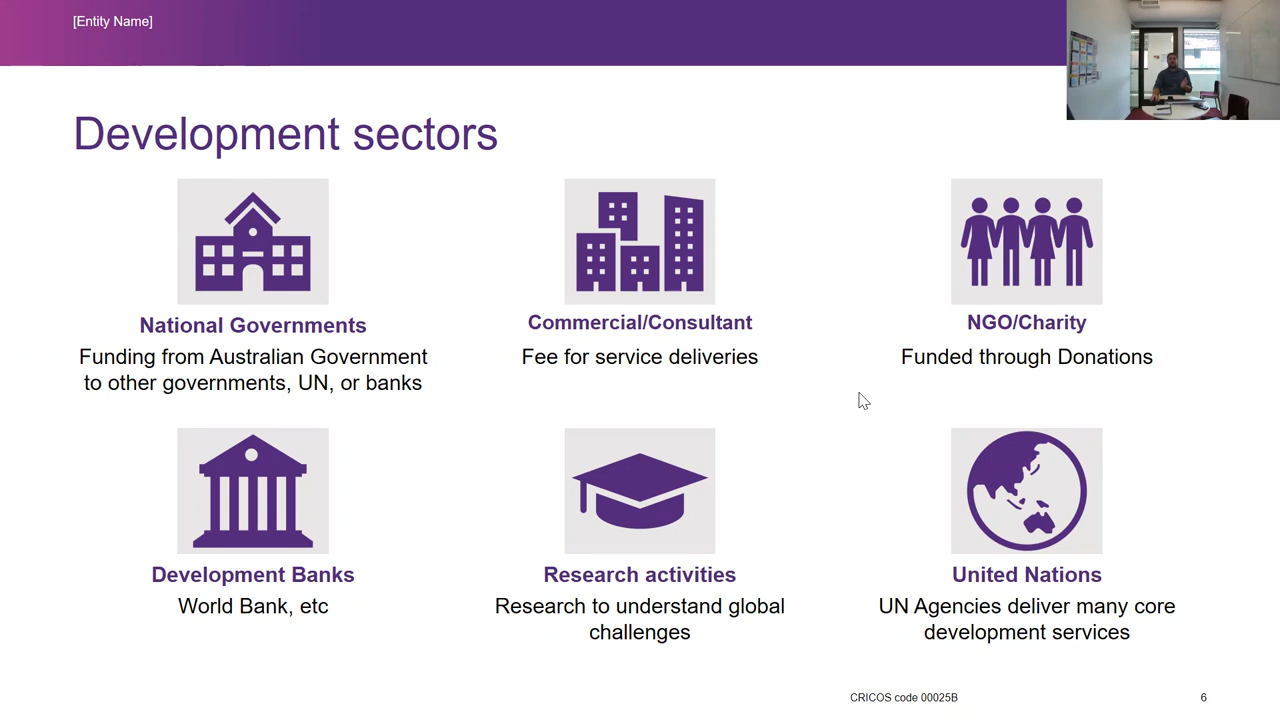 [Entity Name]
Development sectors
National Governments
Funding from Australian Government
to other governments, UN, or banks
Commercial/Consultant
Fee for service deliveries
NGO/Charity
Funded through Donations
Development Banks
World Bank, etc
Research activities
Research to understand global
challenges
United Nations
UN Agencies deliver many core
development services
CRICOS code 00025B
6